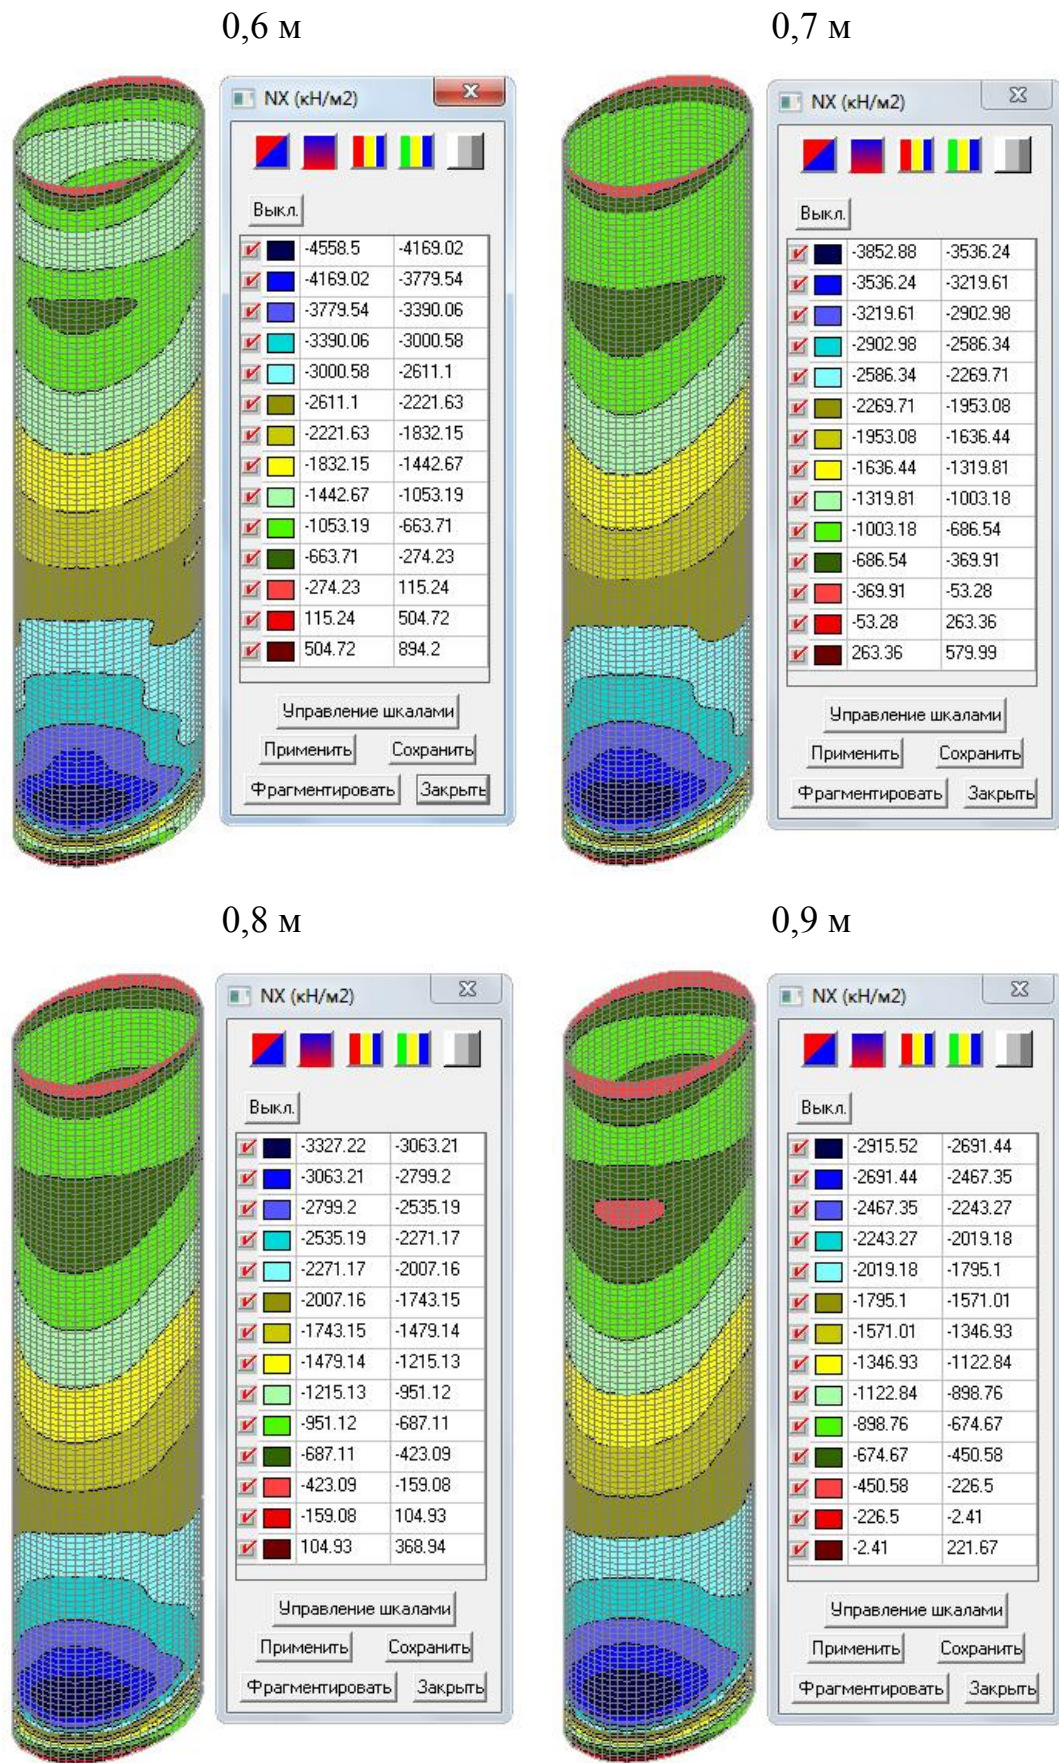 0,6 м
0,7 м
NX (кН/м2)
Выкл.
-4558.5 -4169.02
-4169.02 -3779.54
-3779.54 -3390.06
-3390.06 -3000.58
-3000.58 -2611.1
-2611.1 -2221.63
-2221.63 -1832.15
-1832.15 -1442.67
-1442.67 -1053.19
-1053.19 -663.71
-663.71 -274.23
-274.23 115.24
115.24 504.72
504.72 894.2
Управление шкалами
Применить Сохранить
Фрагментировать Закрыть
NX (кН/м2)
Выкл.
-3852.88 -3536.24
-3536.24 -3219.61
-3219.61 -2902.98
-2902.98 -2586.34
-2586.34 -2269.71
-2269.71 -1953.08
-1953.08 -1636.44
-1636.44 -1319.81
-1319.81 -1003.18
-1003.18 -686.54
-686.54 -369.91
-369.91 -53.28
-53.28 263.36
263.36 579.99
Управление шкалами
Применить Сохранить
Фрагментировать Закрыть
0,8 м
0,9 м
NX (кН/м2)
Выкл.
-3327.22 -3063.21
-3063.21 -2799.2
-2799.2 -2535.19
-2535.19 -2271.17
-2271.17 -2007.16
-2007.16 -1743.15
-1743.15 -1479.14
-1479.14 -1215.13
-1215.13 -951.12
-951.12 -687.11
-687.11 -423.09
-423.09 -159.08
-159.08 104.93
104.93 368.94
Управление шкалами
Применить Сохранить
Фрагментировать Закрыть
NX (кН/м2)
Выкл.
-2915.52 -2691.44
-2691.44 -2467.35
-2467.35 -2243.27
-2243.27 -2019.18
-2019.18 -1795.1
-1795.1 -1571.01
-1571.01 -1346.93
-1346.93 -1122.84
-1122.84 -898.76
-898.76 -674.67
-674.67 -450.58
-450.58 -226.5
-226.5 -2.41
-2.41 221.67
Управление шкалами
Применить Сохранить
Фрагментировать Закрыть